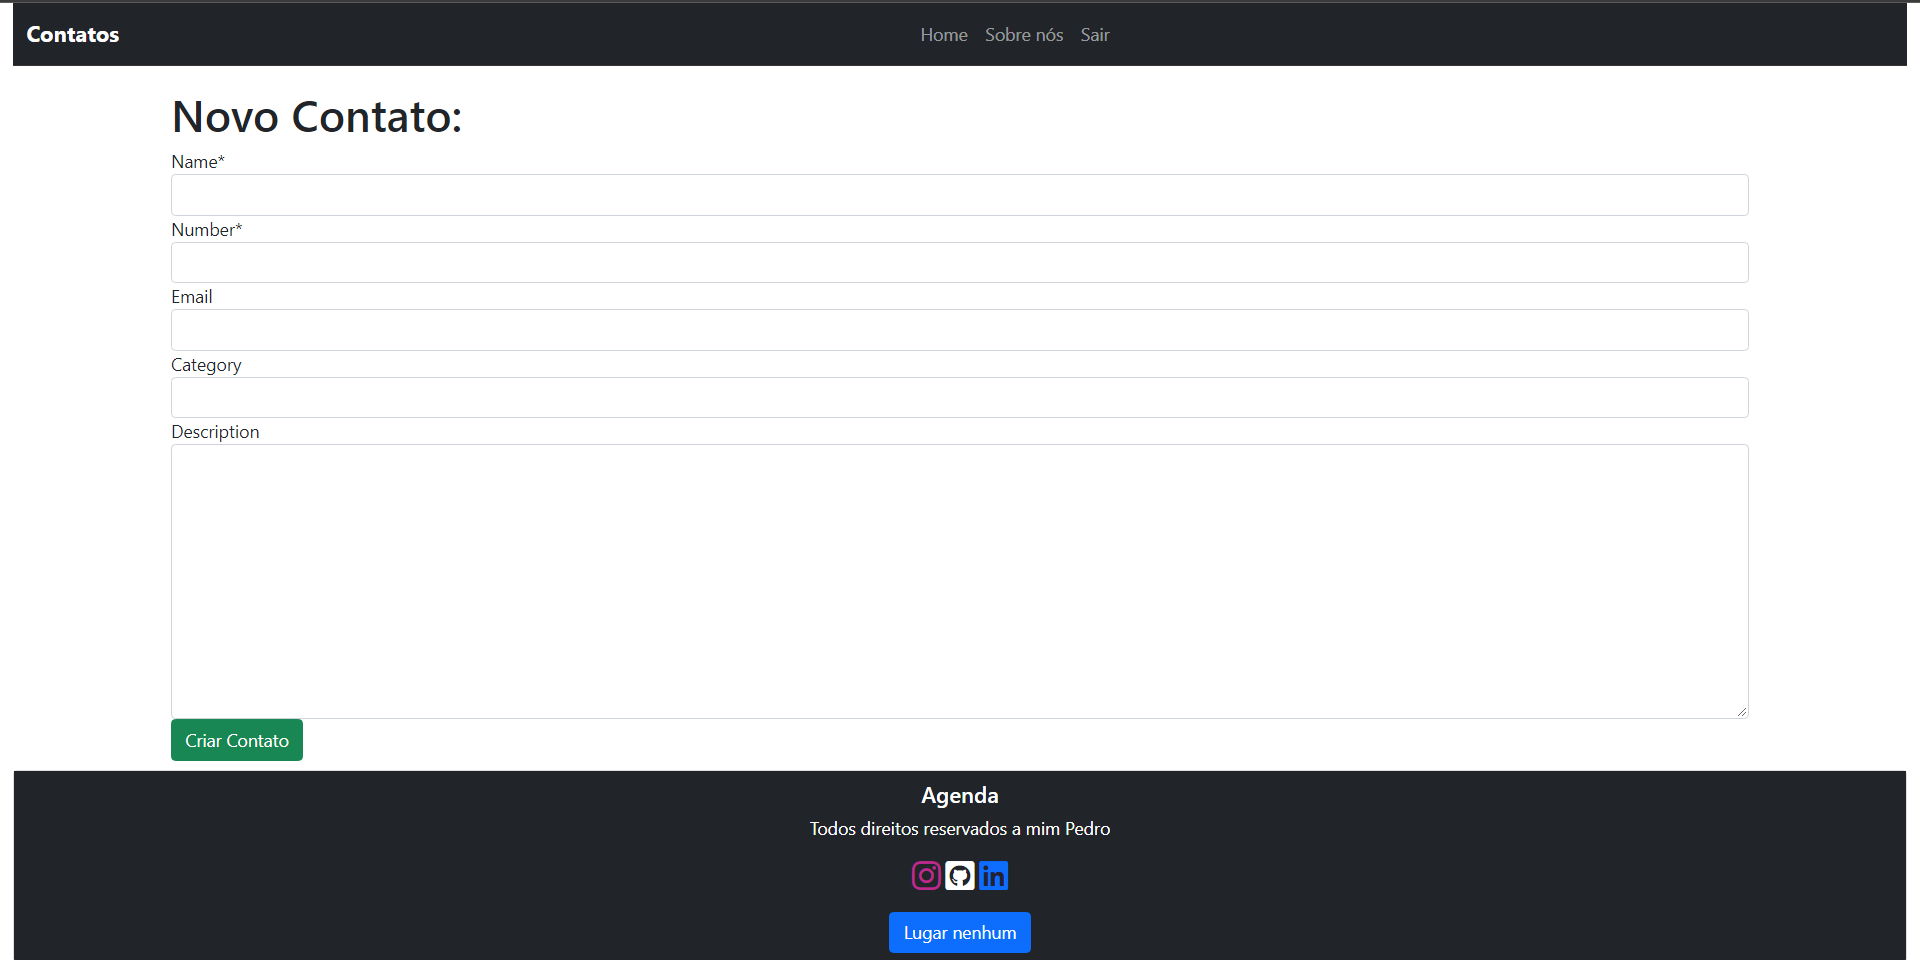 Contatos Home Sobre nós Sair
Novo Contato:
Name*
Number*
Email
Category
Description
Criar Contato
Agenda
Todos direitos reservados a mim Pedro
in
Lugar nenhum